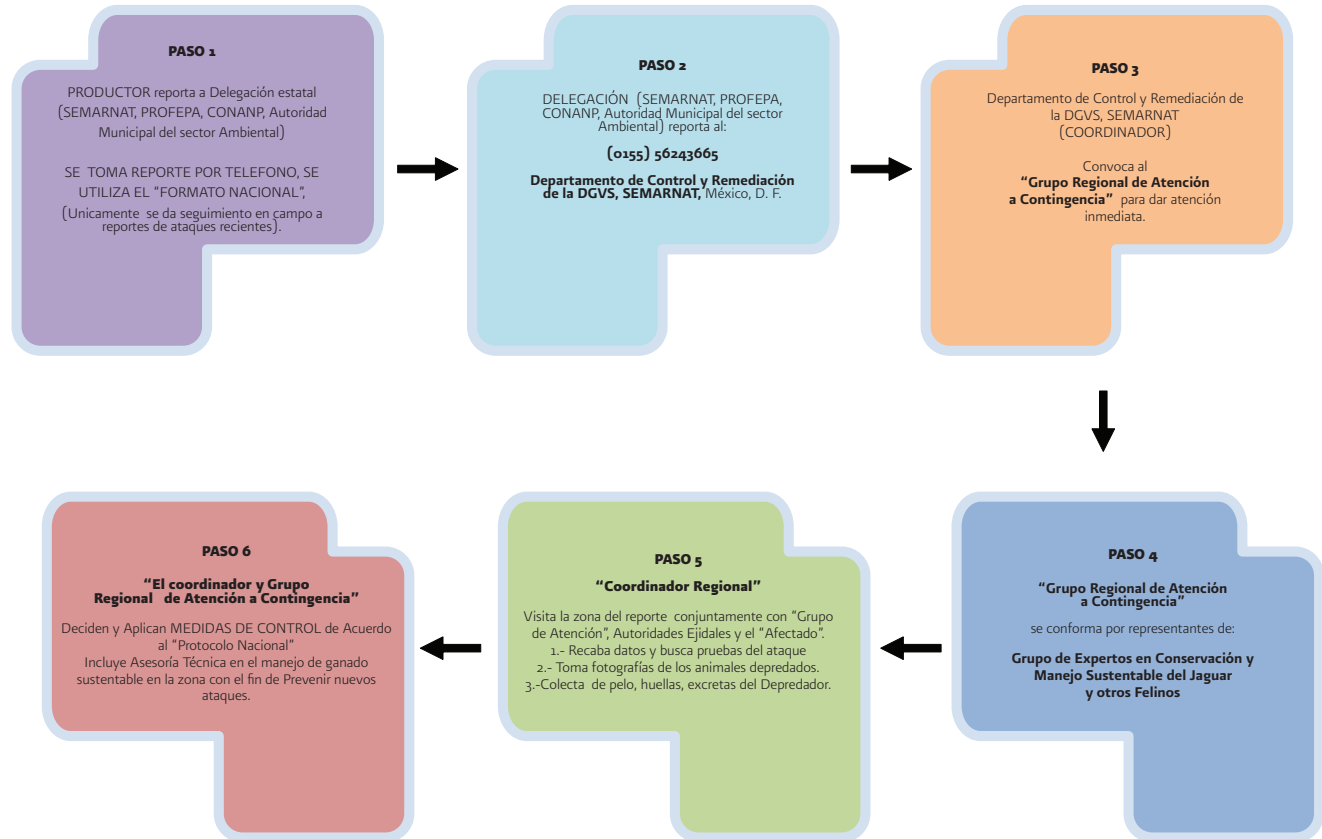 PASO 1
PRODUCTOR reporta a Delegación estatal
(SEMARNAT, PROFEPA, CONANP, Autoridad
Municipal del sector Ambiental)
SE TOMA REPORTE POR TELEFONO, SE
UTILIZA EL "FORMATO NACIONAL",
(Unicamente se da seguimiento en campo a
reportes de ataques recientes).
PASO 2
DELEGACIÓN (SEMARNAT, PROFEPA,
CONANP, Autoridad Municipal del sector
Ambiental) reporta al:
(0155) 56243665
Departamento de Control y Remediación
de la DGVS, SEMARNAT, México, D. F.
PASO 3
Departamento de Control y Remediación de
la DGVS, SEMARNAT
(COORDINADOR)
Convoca al
"Grupo Regional de Atención
a Contingencia" para dar atención
inmediata.
PASO 4
"Grupo Regional de Atención
a Contingencia"
se conforma por representantes de:
Grupo de Expertos en Conservación y
Manejo Sustentable del Jaguar
y otros Felinos
PASO 5
"Coordinador Regional"
Visita la zona del reporte conjuntamente con "Grupo
de Atención", Autoridades Ejidales y el "Afectado".
1.- Recaba datos y busca pruebas del ataque
2.- Toma fotografías de los animales depredados.
3.-Colecta de pelo, huellas, excretas del Depredador.
PASO 6
"El coordinador y Grupo
Regional de Atención a Contingencia"
Deciden y Aplican MEDIDAS DE CONTROL de Acuerdo
al "Protocolo Nacional"
Incluye Asesoría Técnica en el manejo de ganado
sustentable en la zona con el fin de Prevenir nuevos
ataques.